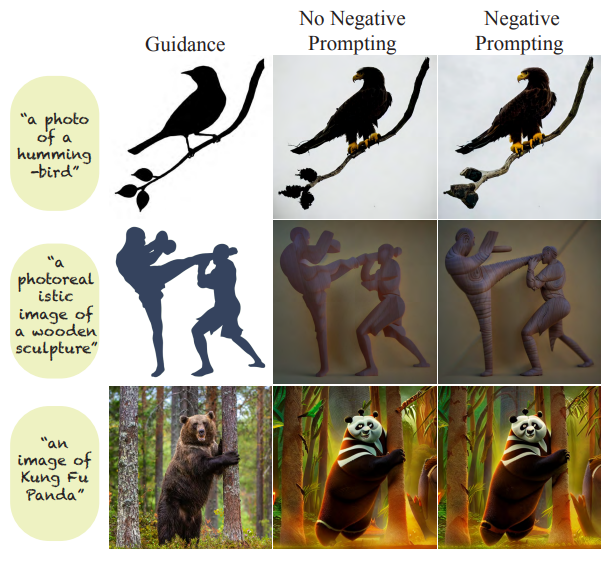 Guidance
No Negative
Prompting
Negative
Prompting
“a photo
of a
humming
-bird”
“a
photoreal
istic
image of
a wooden
sculpture”
“an
image of
Kung Fu
Panda”